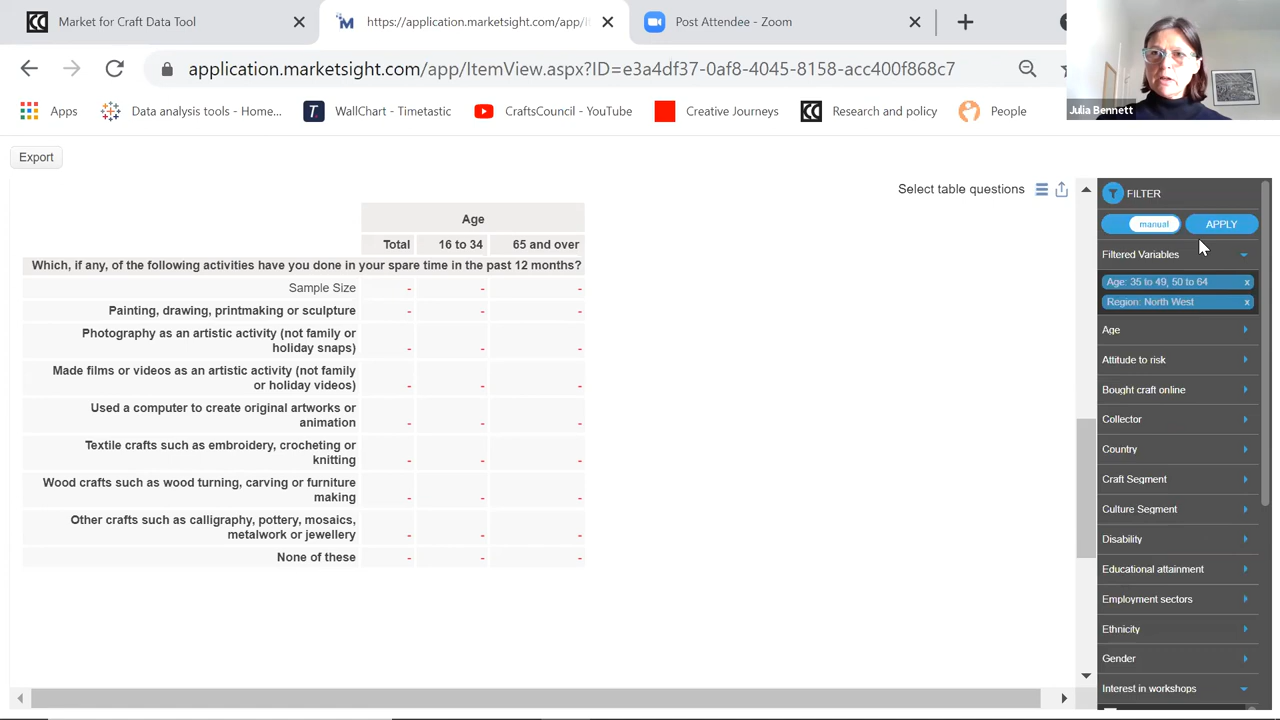 Market for Craft Data Tool
https://application.marketsight.com/app/
Post Attendee - Zoom
application.marketsight.com/app/ItemView.aspx?ID=e3a4df37-0af8-4045-8158-acc400f868c7
Apps
Data analysis tools - Home...
WallChart - Timetastic
CraftsCouncil - YouTube
Creative Journeys
Research and policy
People
Julia Bennett
Export
Select table questions
Age
Total 16 to 34 65 and over
Which, if any, of the following activities have you done in your spare time in the past 12 months?
Sample Size - - -
Painting, drawing, printmaking or sculpture - - -
Photography as an artistic activity (not family or
holiday snaps) - - -
Made films or videos as an artistic activity (not family
or holiday videos) - - -
Used a computer to create original artworks or
animation - - -
Textile crafts such as embroidery, crocheting or
knitting - - -
Wood crafts such as wood turning, carving or furniture
making - - -
Other crafts such as calligraphy, pottery, mosaics,
metalwork or jewellery - - -
None of these - - -
FILTER
manual APPLY
Filtered Variables
Age: 35 to 49, 50 to 64 x
Region: North West x
Age
Attitude to risk
Bought craft online
Collector
Country
Craft Segment
Culture Segment
Disability
Educational attainment
Employment sectors
Ethnicity
Gender
Interest in workshops